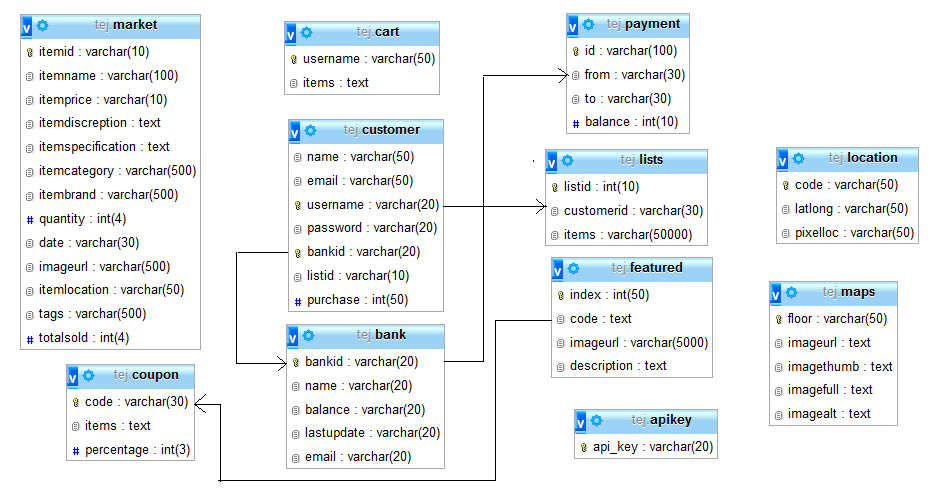 tej.market
itemid : varchar(10)
itemname : varchar(100)
itemprice : varchar(10)
itemdiscreption : text
itemspecification : text
itemcategory : varchar(500)
itembrand : varchar(500)
# quantity : int(4)
date : varchar(30)
imageurl : varchar(500)
itemlocation : varchar(50)
tags : varchar(500)
# totalsold : int(4)
tej.coupon
code : varchar(30)
items : text
# percentage : int(3)
tej.cart
username : varchar(50)
items : text
tej.customer
name : varchar(50)
email : varchar(50)
username : varchar(20)
password : varchar(20)
bankid : varchar(20)
listid : varchar(10)
# purchase : int(50)
tej.bank
bankid : varchar(20)
name : varchar(20)
balance : varchar(20)
lastupdate : varchar(20)
email : varchar(20)
tej.payment
id : varchar(100)
from : varchar(30)
to : varchar(30)
# balance : int(10)
tej.lists
listid : int(10)
customerid : varchar(30)
items : varchar(50000)
tej.featured
index : int(50)
code : text
imageurl : varchar(5000)
description : text
tej.apikey
api_key : varchar(20)
tej.location
code : varchar(50)
latlong : varchar(50)
pixelloc : varchar(50)
tej.maps
floor : varchar(50)
imageurl : text
imagethumb : text
imagefull : text
imagealt : text